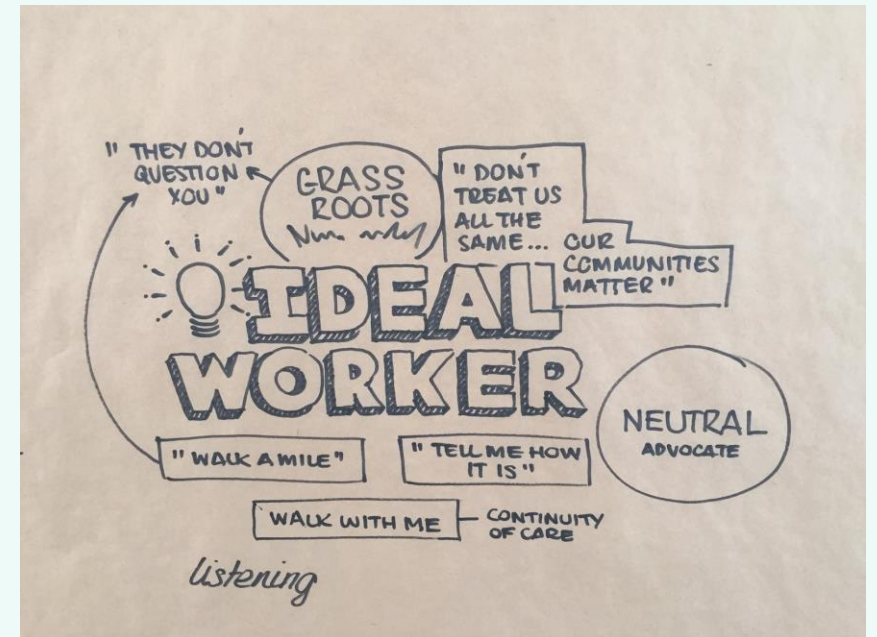 " THEY DON'T
QUESTION
YOU "
GRASS
ROOTS
" DON'T
TREAT US
ALL THE
SAME... OUR
COMMUNITIES
MATTER "
IDEAL
WORKER
NEUTRAL
ADVOCATE
" WALK A MILE "
" TELL ME HOW
IT IS "
WALK WITH ME
CONTINUITY
OF CARE
listening